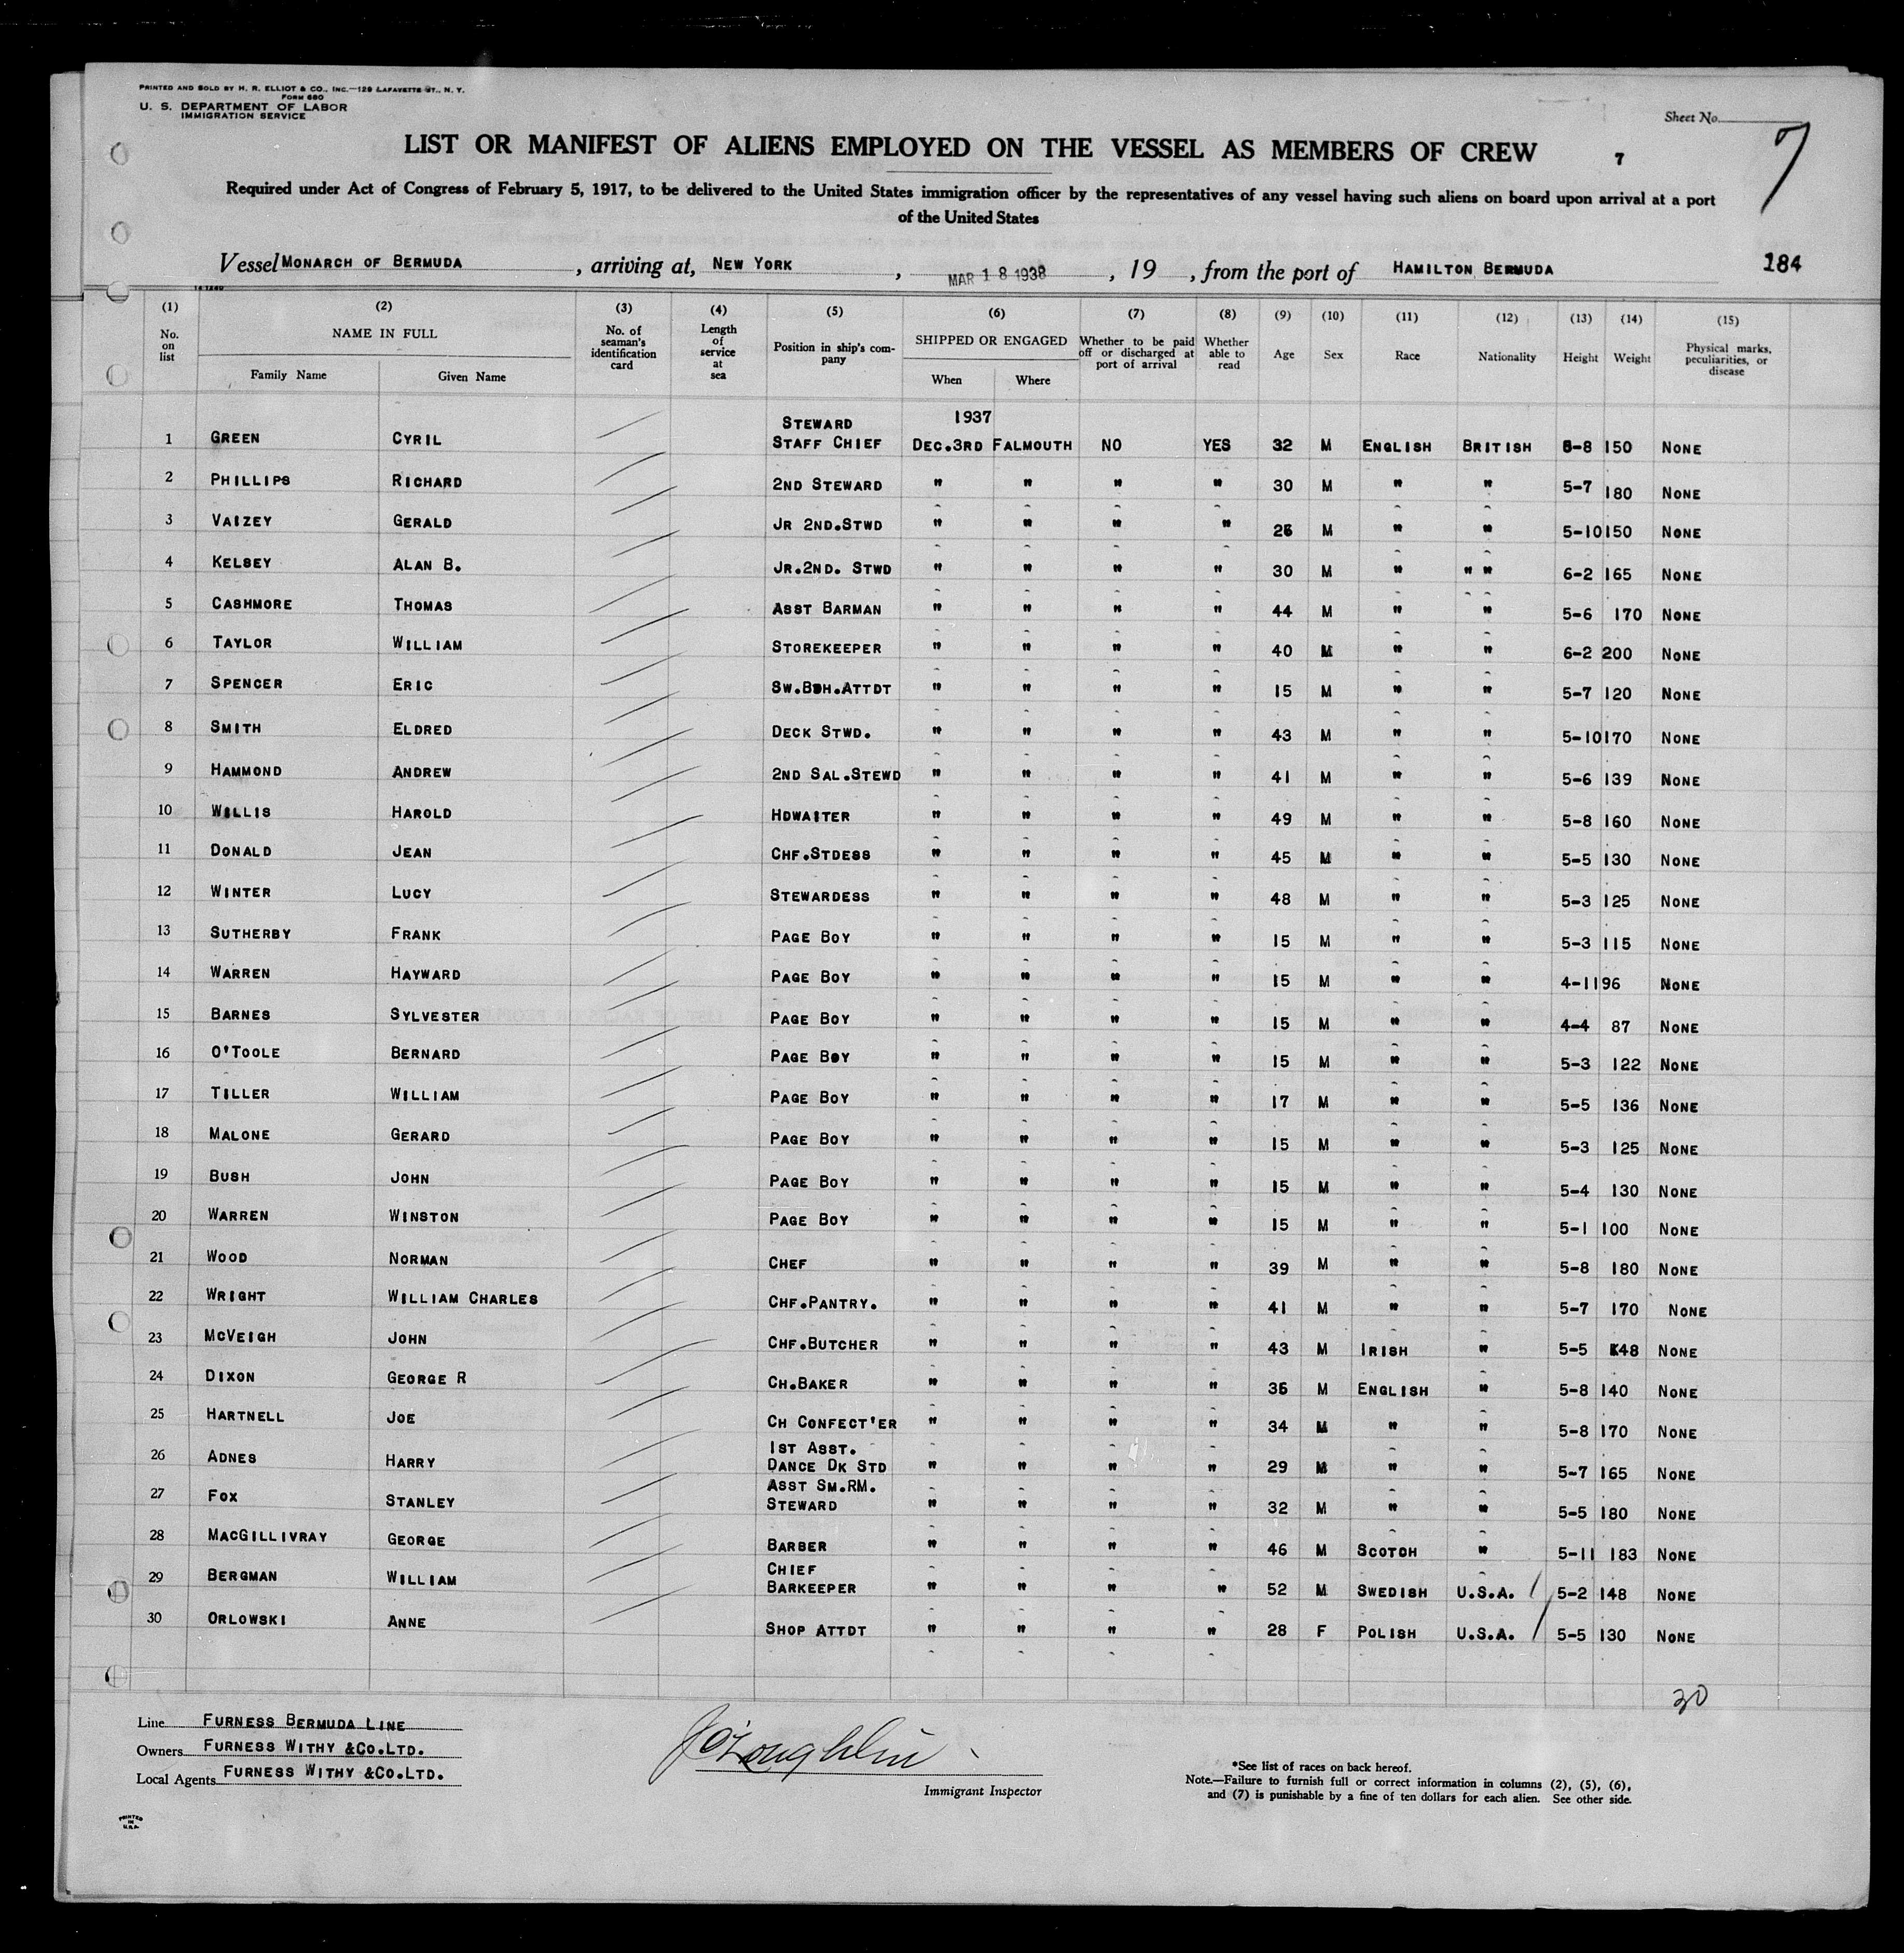 PRINTED AND SOLD BY H. R. ELLIOT & CO., INC.—129 LAFAYETTE ST., N. Y.
FORM 680
U. S. DEPARTMENT OF LABOR
IMMIGRATION SERVICE
Sheet No.
7
LIST OR MANIFEST OF ALIENS EMPLOYED ON THE VESSEL AS MEMBERS OF CREW 7
Required under Act of Congress of February 5, 1917, to be delivered to the United States immigration officer by the representatives of any vessel having such aliens on board upon arrival at a port
of the United States
Vessel MONARCH OF BERMUDA , arriving at, NEW YORK , MAR 18 1938 , 19 , from the port of HAMILTON BERMUDA 184
(1) (2) (3) (4) (5) (6) (7) (8) (9) (10) (11) (12) (13) (14) (15)
No. on list NAME IN FULL Family Name Given Name No. of seaman's identification card Length of service at sea Position in ship's company SHIPPED OR ENGAGED When Where Whether to be paid off or discharged at port of arrival Whether able to read Age Sex Race Nationality Height Weight Physical marks, peculiarities, or disease
STEWARD 1937
1 GREEN CYRIL STAFF CHIEF DEC.3RD FALMOUTH NO YES 32 M ENGLISH BRITISH 5-8 150 NONE
2 PHILLIPS RICHARD 2ND STEWARD " " " " 30 M " " 5-7 180 NONE
3 VAIZEY GERALD JR 2ND.STWD " " " " 26 M " " 5-10 150 NONE
4 KELSEY ALAN B. JR.2ND. STWD " " " " 30 M " " " 6-2 165 NONE
5 CASHMORE THOMAS ASST BARMAN " " " " 44 M " " 5-6 170 NONE
6 TAYLOR WILLIAM STOREKEEPER " " " " 40 M " " 6-2 200 NONE
7 SPENCER ERIC SW.BTH.ATTDT " " " " 15 M " " 5-7 120 NONE
8 SMITH ELDRED DECK STWD. " " " " 43 M " " 5-10 170 NONE
9 HAMMOND ANDREW 2ND SAL.STEWD " " " " 41 M " " 5-6 139 NONE
10 WILLIS HAROLD HDWAITER " " " " 49 M " " 5-8 160 NONE
11 DONALD JEAN CHF.STDESS " " " " 45 M " " 5-5 130 NONE
12 WINTER LUCY STEWARDESS " " " " 48 M " " 5-3 125 NONE
13 SUTHERBY FRANK PAGE BOY " " " " 15 M " " 5-3 115 NONE
14 WARREN HAYWARD PAGE BOY " " " " 15 M " " 4-11 96 NONE
15 BARNES SYLVESTER PAGE BOY " " " " 15 M " " 4-4 87 NONE
16 O'TOOLE BERNARD PAGE BOY " " " " 15 M " " 5-3 122 NONE
17 TILLER WILLIAM PAGE BOY " " " " 17 M " " 5-5 136 NONE
18 MALONE GERARD PAGE BOY " " " " 15 M " " 5-3 125 NONE
19 BUSH JOHN PAGE BOY " " " " 15 M " " 5-4 130 NONE
20 WARREN WINSTON PAGE BOY " " " " 15 M " " 5-1 100 NONE
21 WOOD NORMAN CHEF " " " " 39 M " " 5-8 180 NONE
22 WRIGHT WILLIAM CHARLES CHF.PANTRY. " " " " 41 M " " 5-7 170 NONE
23 MCVEIGH JOHN CHF.BUTCHER " " " " 43 M IRISH " 5-5 148 NONE
24 DIXON GEORGE R CH.BAKER " " " " 36 M ENGLISH " 5-8 140 NONE
25 HARTNELL JOE CH CONFECT'ER " " " " 34 M " " 5-8 170 NONE
1ST ASST.
26 ADNES HARRY DANCE DK STD " " " " 29 M " " 5-7 165 NONE
ASST SM.RM.
27 FOX STANLEY STEWARD " " " " 32 M " " 5-5 180 NONE
28 MACGILLIVRAY GEORGE BARBER " " " " 46 M SCOTCH " 5-11 183 NONE
CHIEF
29 BERGMAN WILLIAM BARKEEPER " " " " 52 M SWEDISH U.S.A. 5-2 148 NONE
30 ORLOWSKI ANNE SHOP ATTDT " " " " 28 F POLISH U.S.A. 5-5 130 NONE
30
Line FURNESS BERMUDA LINE
Owners FURNESS WITHY &CO.LTD.
Local Agents FURNESS WITHY &CO.LTD.
J O'Loughlin
Immigrant Inspector
*See list of races on back hereof.
Note.—Failure to furnish full or correct information in columns (2), (5), (6),
and (7) is punishable by a fine of ten dollars for each alien. See other side.
PRINTED
IN
U.S.A.